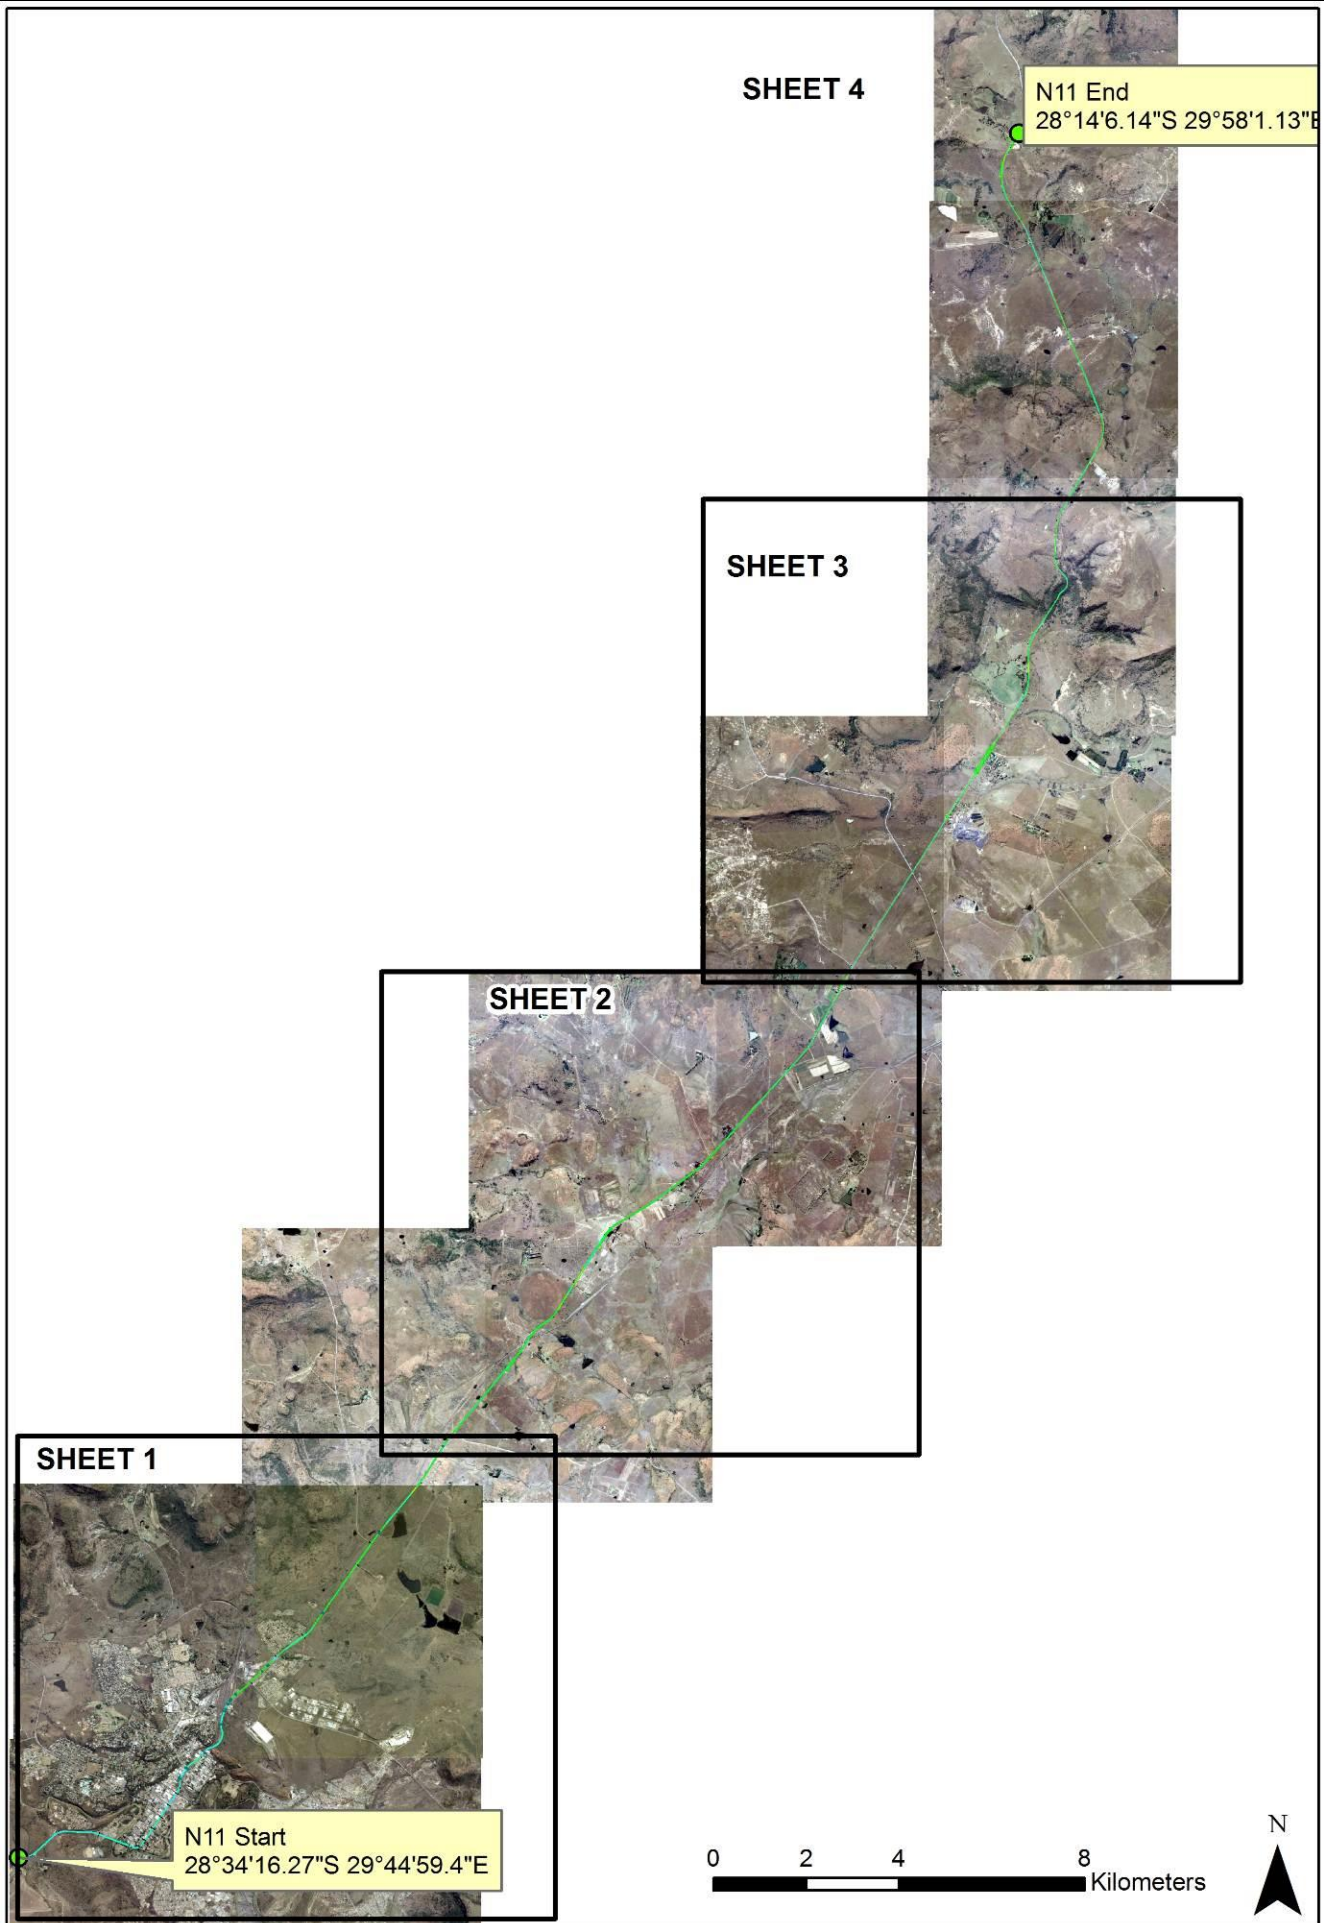 SHEET 4
N11 End
28°14'6.14"S 29°58'1.13"E
SHEET 3
SHEET 2
SHEET 1
N11 Start
28°34'16.27"S 29°44'59.4"E
0 2 4 8
Kilometers
N